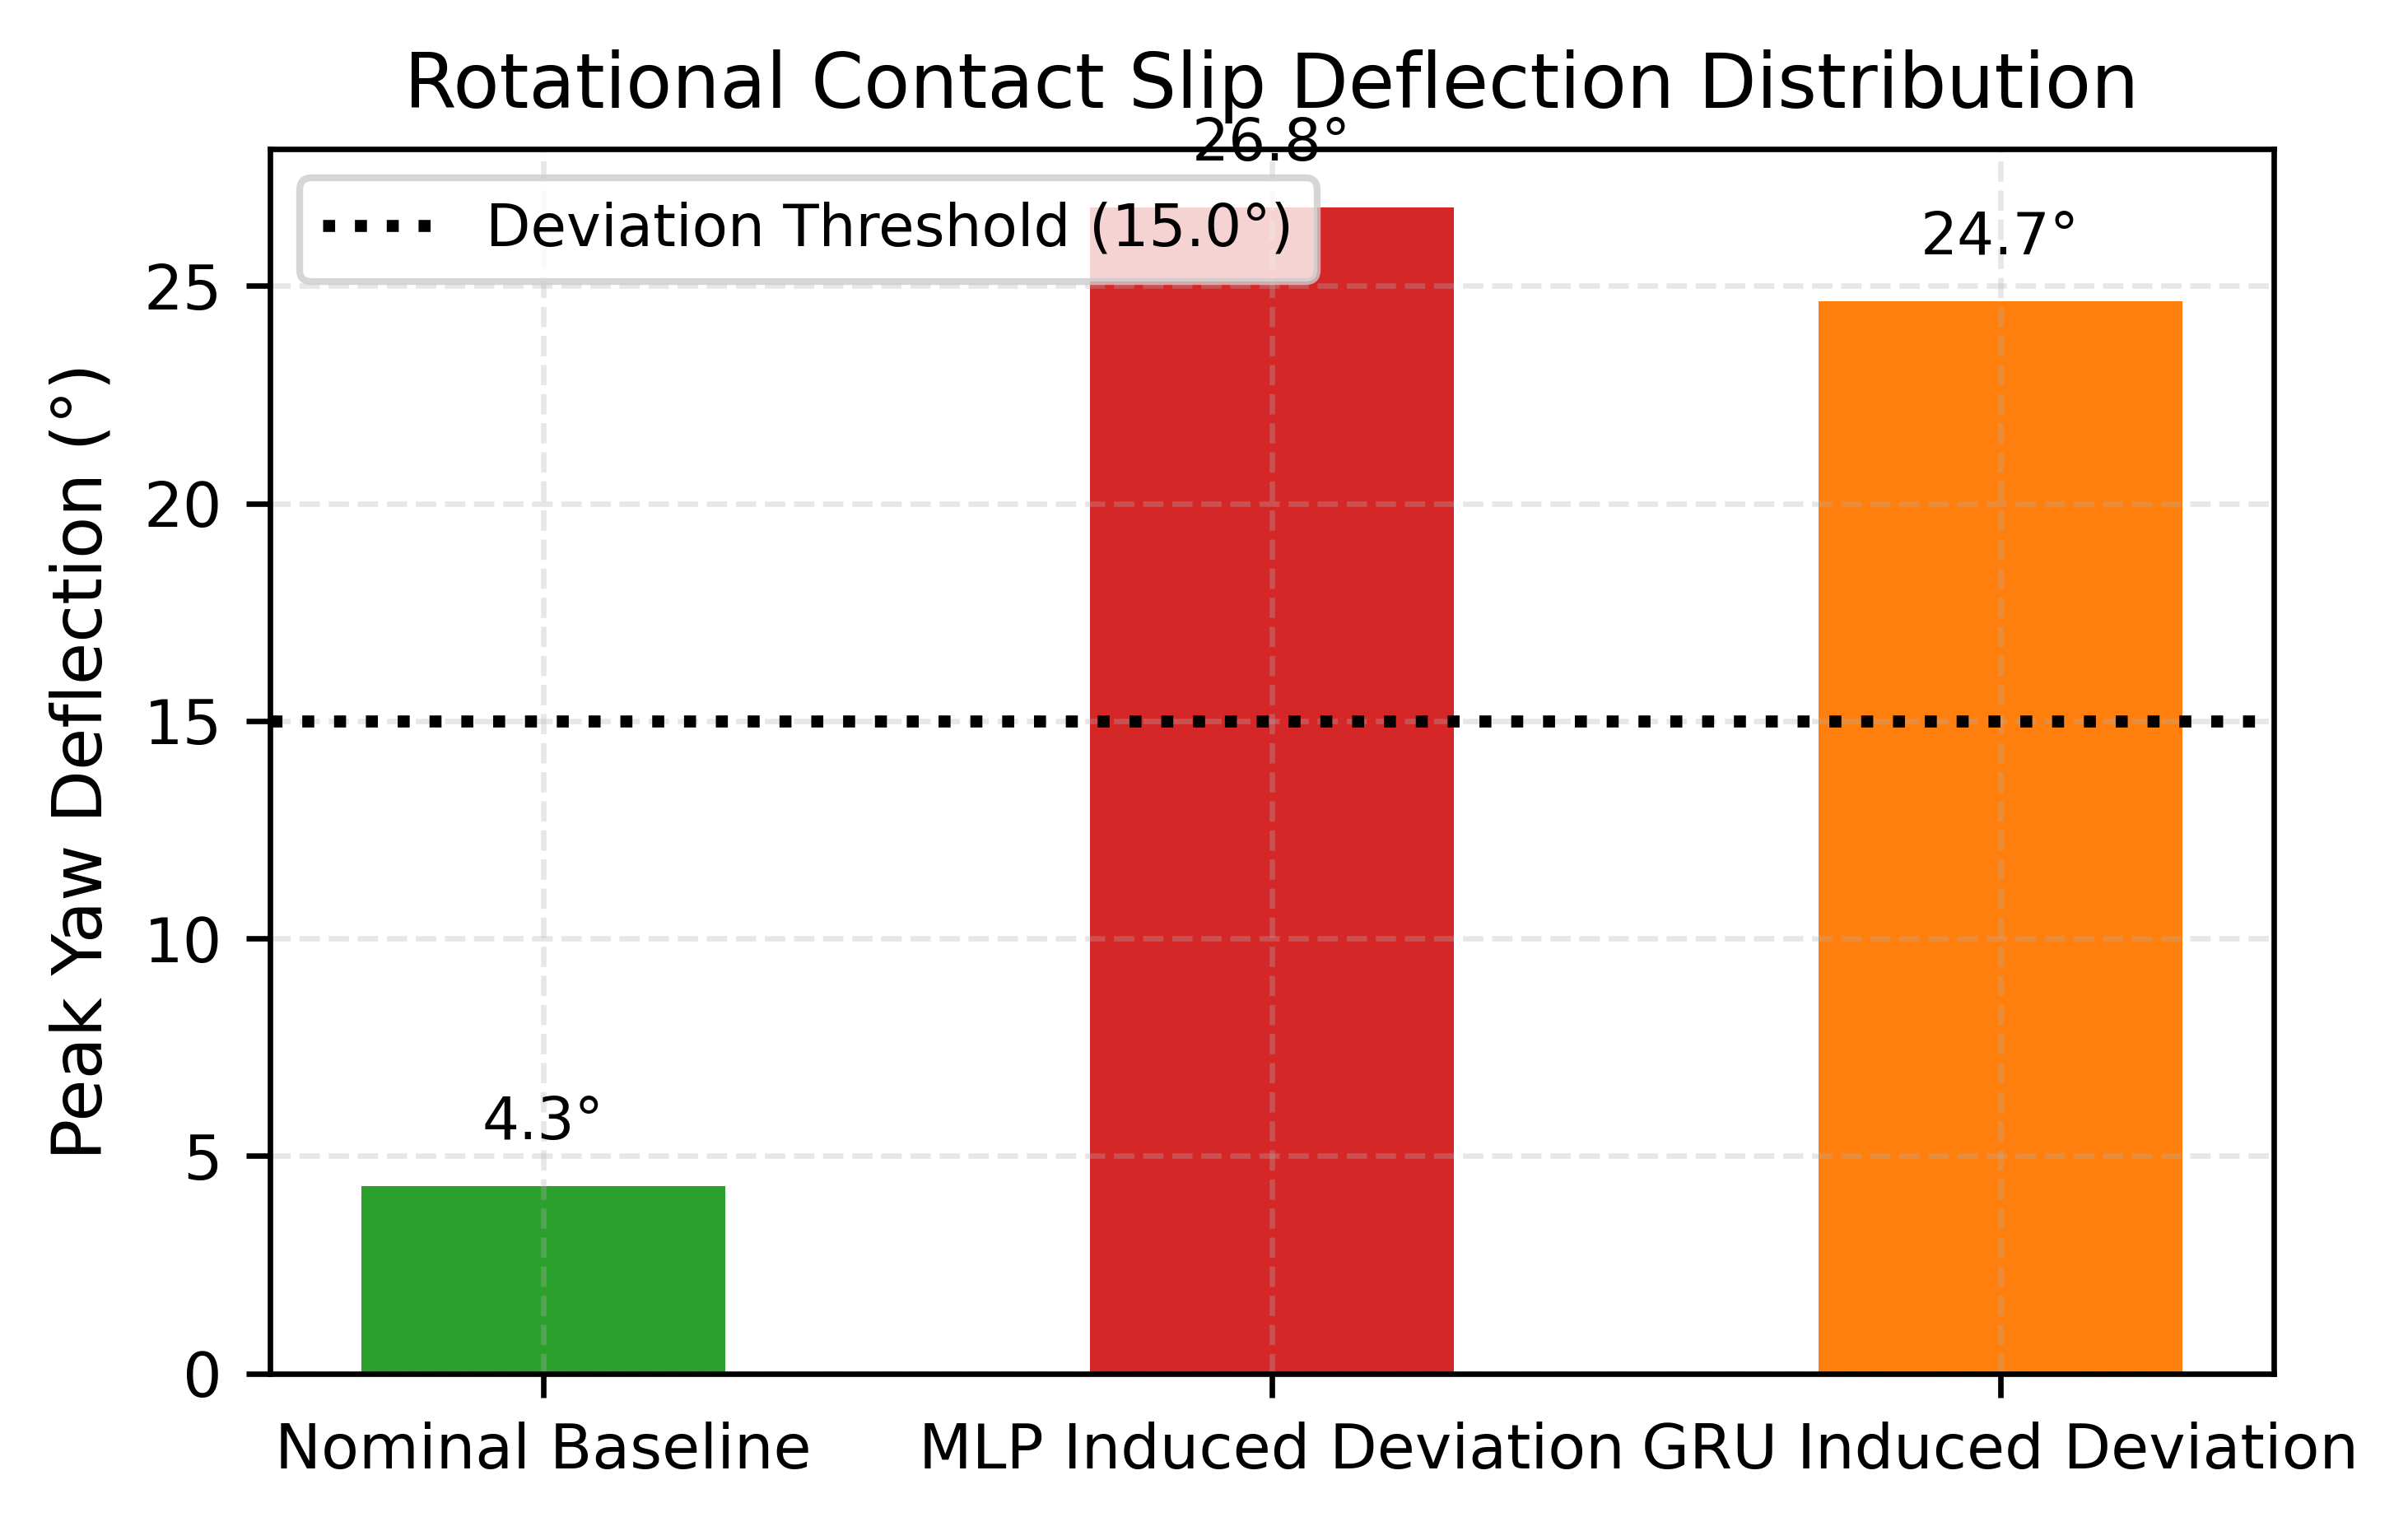 Rotational Contact Slip Deflection Distribution
26.8°
Deviation Threshold (15.0°)
24.7°
4.3°
Peak Yaw Deflection (°)
25
20
15
10
5
0
Nominal Baseline
MLP Induced Deviation
GRU Induced Deviation